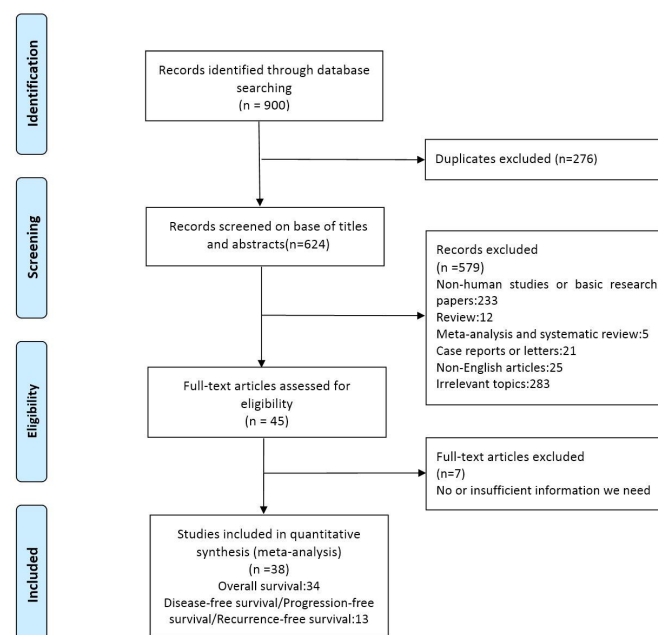 Identification
Records identified through database
searching
(n = 900)
Duplicates excluded (n=276)
Screening
Records screened on base of titles
and abstracts(n=624)
Records excluded
(n =579)
Non-human studies or basic research
papers:233
Review:12
Meta-analysis and systematic review:5
Case reports or letters:21
Non-English articles:25
Irrelevant topics:283
Eligibility
Full-text articles assessed for
eligibility
(n = 45)
Full-text articles excluded
(n=7)
No or insufficient information we need
Included
Studies included in quantitative
synthesis (meta-analysis)
(n =38)
Overall survival:34
Disease-free survival/Progression-free
survival/Recurrence-free survival:13